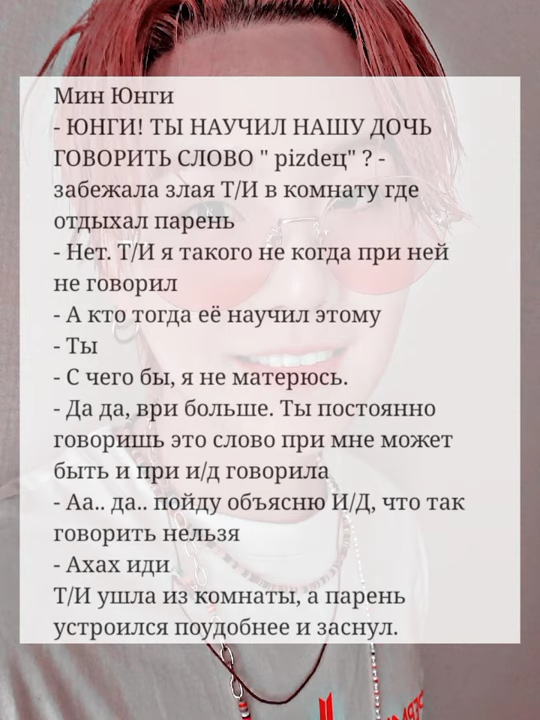 Мин Юнги
- ЮНГИ! ТЫ НАУЧИЛ НАШУ ДОЧЬ
ГОВОРИТЬ СЛОВО " pizdец" ? -
забежала злая Т/И в комнату где
отдыхал парень
- Нет. Т/И я такого не когда при ней
не говорил
- А кто тогда её научил этому
- Ты
- С чего бы, я не матерюсь.
- Да да, ври больше. Ты постоянно
говоришь это слово при мне может
быть и при и/д говорила
- Аа.. да.. пойду объясню И/Д, что так
говорить нельзя
- Ахах иди
Т/И ушла из комнаты, а парень
устроился поудобнее и заснул.